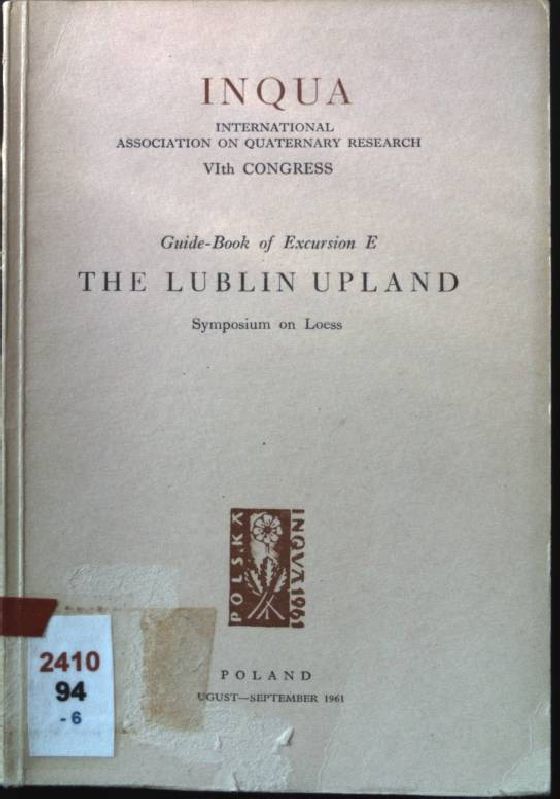 INQUA
INTERNATIONAL
ASSOCIATION ON QUATERNARY RESEARCH
VIth CONGRESS
Guide-Book of Excursion E
THE LUBLIN UPLAND
Symposium on Loess
POLSKA
INQVA 1961
2410
94
- 6
POLAND
UGUST—SEPTEMBER 1961